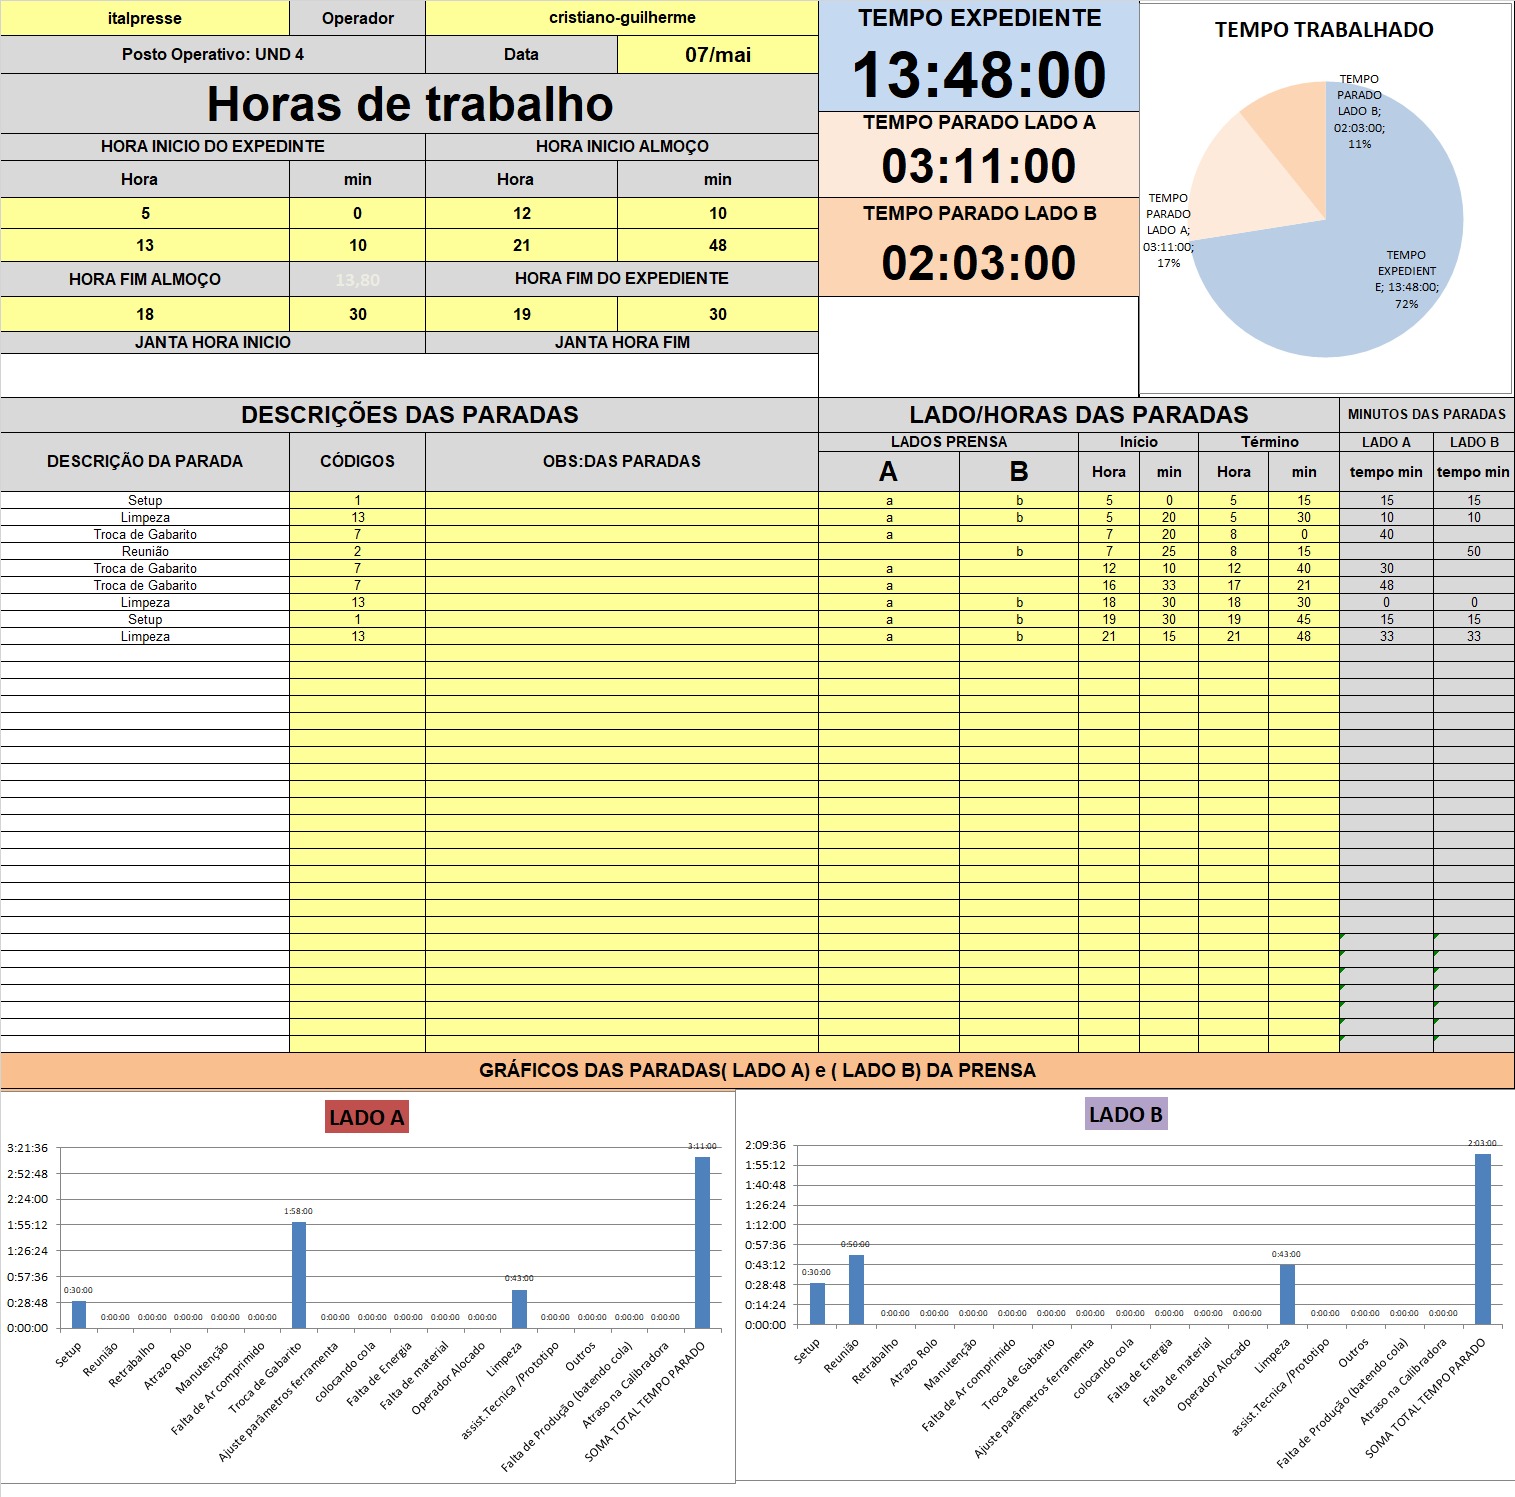 italpresse Operador cristiano-guilherme
Posto Operativo: UND 4 Data 07/mai
Horas de trabalho
HORA INICIO DO EXPEDINTE HORA INICIO ALMOÇO
Hora min Hora min
5 0 12 10
13 10 21 48
HORA FIM ALMOÇO 13,80 HORA FIM DO EXPEDIENTE
18 30 19 30
JANTA HORA INICIO JANTA HORA FIM
TEMPO EXPEDIENTE
13:48:00
TEMPO PARADO LADO A
03:11:00
TEMPO PARADO LADO B
02:03:00
TEMPO TRABALHADO
TEMPO
PARADO
LADO B;
02:03:00;
11%
TEMPO
PARADO
LADO A;
03:11:00;
17%
TEMPO
EXPEDIENT
E; 13:48:00;
72%
DESCRIÇÕES DAS PARADAS LADO/HORAS DAS PARADAS MINUTOS DAS PARADAS
LADOS PRENSA Início Término LADO A LADO B
DESCRIÇÃO DA PARADA CÓDIGOS OBS:DAS PARADAS A B Hora min Hora min tempo min tempo min
Setup 1 a b 5 0 5 15 15 15
Limpeza 13 a b 5 20 5 30 10 10
Troca de Gabarito 7 a 7 20 8 0 40
Reunião 2 b 7 25 8 15 50
Troca de Gabarito 7 a 12 10 12 40 30
Troca de Gabarito 7 a 16 33 17 21 48
Limpeza 13 a b 18 30 18 30 0 0
Setup 1 a b 19 30 19 45 15 15
Limpeza 13 a b 21 15 21 48 33 33
GRÁFICOS DAS PARADAS( LADO A) e ( LADO B) DA PRENSA
LADO A
3:21:36
2:52:48
2:24:00
1:55:12
1:26:24
0:57:36
0:28:48
0:00:00
0:30:00 0:00:00 0:00:00 0:00:00 0:00:00 0:00:00 1:58:00 0:00:00 0:00:00 0:00:00 0:00:00 0:00:00 0:43:00 0:00:00 0:00:00 0:00:00 0:00:00 3:11:00
Setup
Reunião
Retrabalho
Atrazo Rolo
Manutenção
Falta de Ar comprimido
Troca de Gabarito
Ajuste parâmetros ferramenta
colocando cola
Falta de Energia
Falta de material
Operador Alocado
Limpeza
assist.Tecnica /Prototipo
Outros
Falta de Produção (batendo cola)
Atraso na Calibradora
SOMA TOTAL TEMPO PARADO
LADO B
2:09:36
1:55:12
1:40:48
1:26:24
1:12:00
0:57:36
0:43:12
0:28:48
0:14:24
0:00:00
0:30:00 0:50:00 0:00:00 0:00:00 0:00:00 0:00:00 0:00:00 0:00:00 0:00:00 0:00:00 0:00:00 0:00:00 0:43:00 0:00:00 0:00:00 0:00:00 0:00:00 2:03:00
Setup
Reunião
Retrabalho
Atrazo Rolo
Manutenção
Falta de Ar comprimido
Troca de Gabarito
Ajuste parâmetros ferramenta
colocando cola
Falta de Energia
Falta de material
Operador Alocado
Limpeza
assist.Tecnica /Prototipo
Outros
Falta de Produção (batendo cola)
Atraso na Calibradora
SOMA TOTAL TEMPO PARADO